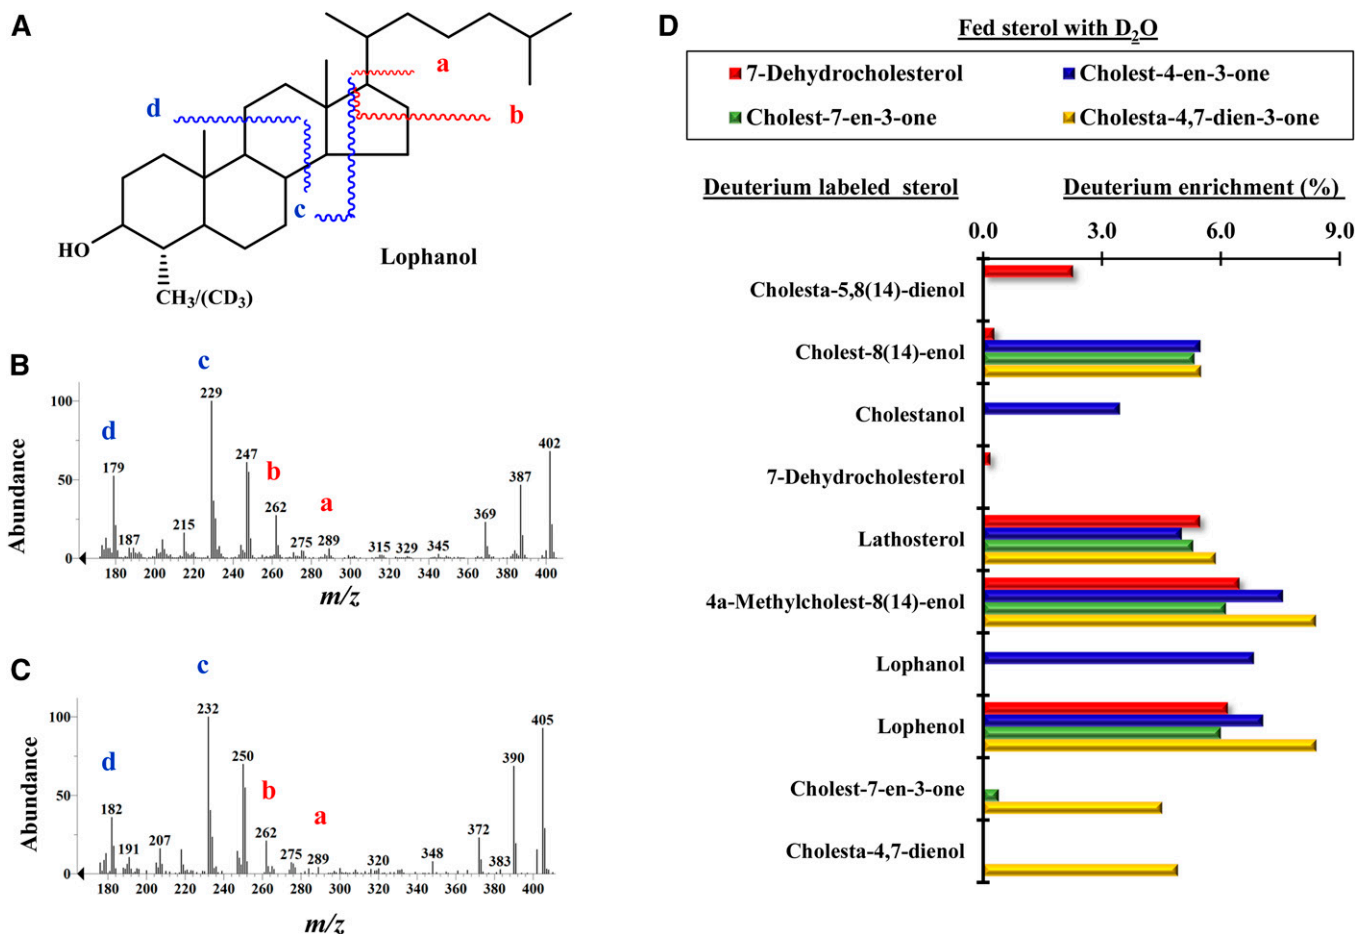 A
a
d
b
c
HO
Lophanol
CH3/(CD3)
B
c
Abundance
100
50
0
d
179
187
215
229
247
b
262
275
a
289
315
329
345
369
387
402
180 200 220 240 260 280 300 320 340 360 380 400
m/z
C
c
Abundance
100
50
0
d
182
191
207
232
250
b
262
275
a
289
320
348
372
383
390
405
180 200 220 240 260 280 300 320 340 360 380 400
m/z
D
Fed sterol with D2O
7-Dehydrocholesterol
Cholest-4-en-3-one
Cholest-7-en-3-one
Cholesta-4,7-dien-3-one
Deuterium labeled sterol
Deuterium enrichment (%)
0.0 3.0 6.0 9.0
Cholesta-5,8(14)-dienol
Cholest-8(14)-enol
Cholestanol
7-Dehydrocholesterol
Lathosterol
4a-Methylcholest-8(14)-enol
Lophanol
Lophenol
Cholest-7-en-3-one
Cholesta-4,7-dienol